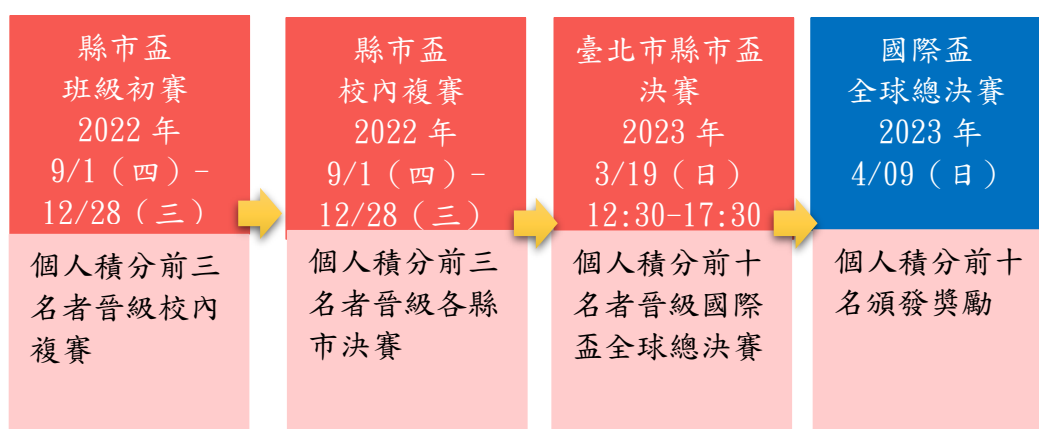 縣市盃
班級初賽
2022 年
9/1（四）-
12/28（三）
個人積分前三
名者晉級校內
複賽
縣市盃
校內複賽
2022 年
9/1（四）-
12/28（三）
個人積分前三
名者晉級各縣
市決賽
臺北市縣市盃
決賽
2023 年
3/19（日）
12:30-17:30
個人積分前十
名者晉級國際
盃全球總決賽
國際盃
全球總決賽
2023 年
4/09（日）
個人積分前十
名頒發獎勵